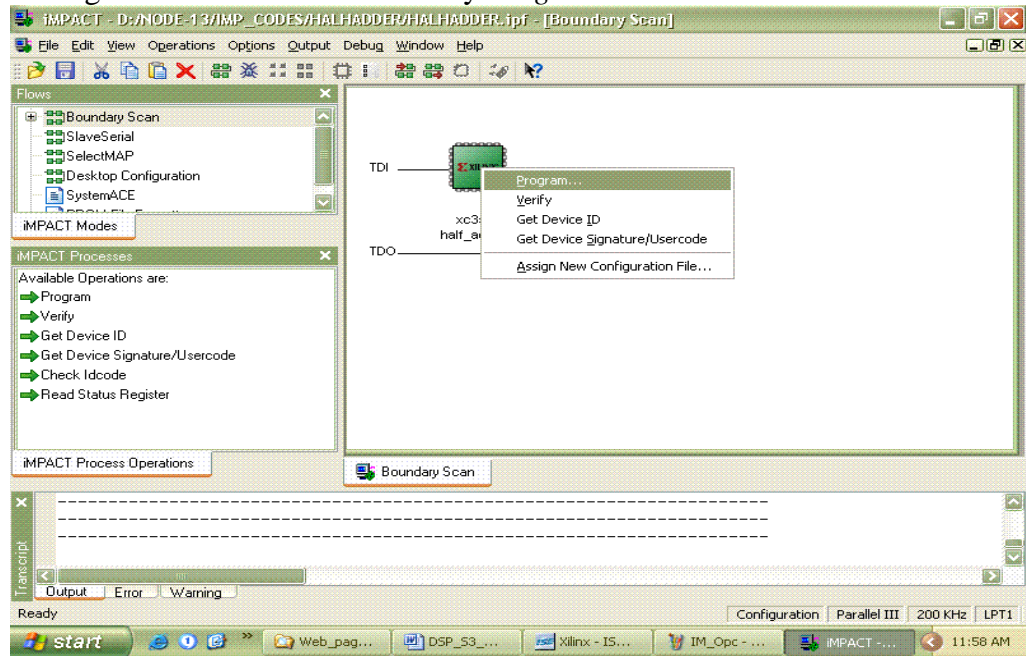 iMPACT - D:/NODE-13/IMP_CODES/HALHADDER/HALHADDER.ipf - [Boundary Scan]
File Edit View Operations Options Output Debug Window Help
Flows
Boundary Scan
SlaveSerial
SelectMAP
Desktop Configuration
SystemACE
iMPACT Modes
iMPACT Processes
Available Operations are:
Program
Verify
Get Device ID
Get Device Signature/Usercode
Check Idcode
Read Status Register
iMPACT Process Operations
TDI
TDO
Program...
Verify
Get Device ID
Get Device Signature/Usercode
Assign New Configuration File...
Boundary Scan
Transcript
Output Error Warning
Ready
Configuration Parallel III 200 KHz LPT1
start Web_pag... DSP_S3_... Xilinx - IS... IM_Opc - ... iMPACT -... 11:58 AM